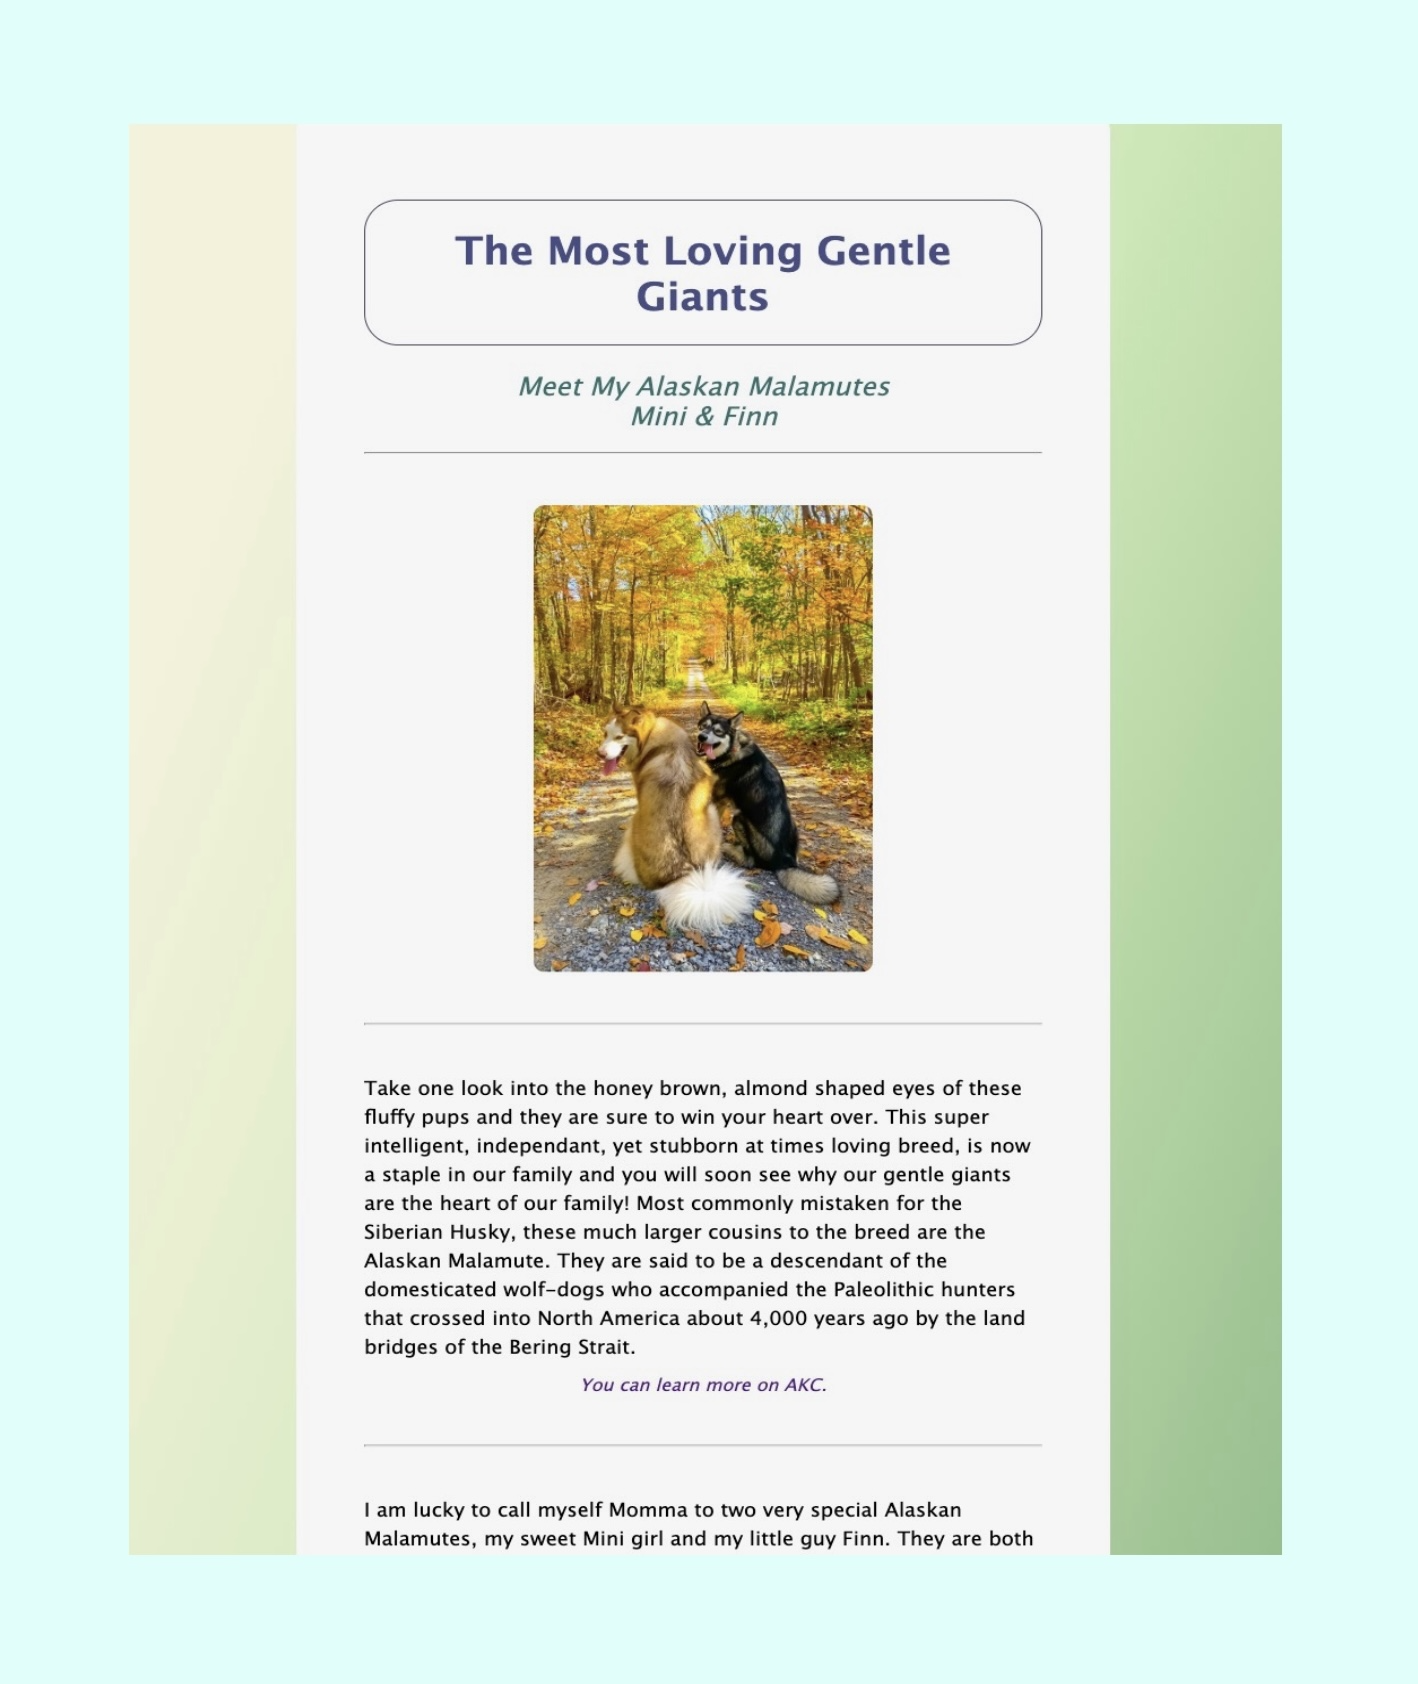 The Most Loving Gentle
Giants
Meet My Alaskan Malamutes
Mini & Finn
Take one look into the honey brown, almond shaped eyes of these
fluffy pups and they are sure to win your heart over. This super
intelligent, independant, yet stubborn at times loving breed, is now
a staple in our family and you will soon see why our gentle giants
are the heart of our family! Most commonly mistaken for the
Siberian Husky, these much larger cousins to the breed are the
Alaskan Malamute. They are said to be a descendant of the
domesticated wolf-dogs who accompanied the Paleolithic hunters
that crossed into North America about 4,000 years ago by the land
bridges of the Bering Strait.
You can learn more on AKC.
I am lucky to call myself Momma to two very special Alaskan
Malamutes, my sweet Mini girl and my little guy Finn. They are both